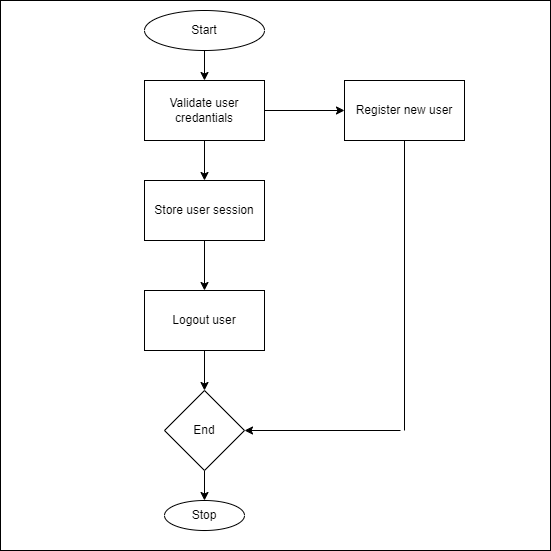 Start
Validate user
credantials
Register new user
Store user session
Logout user
End
Stop